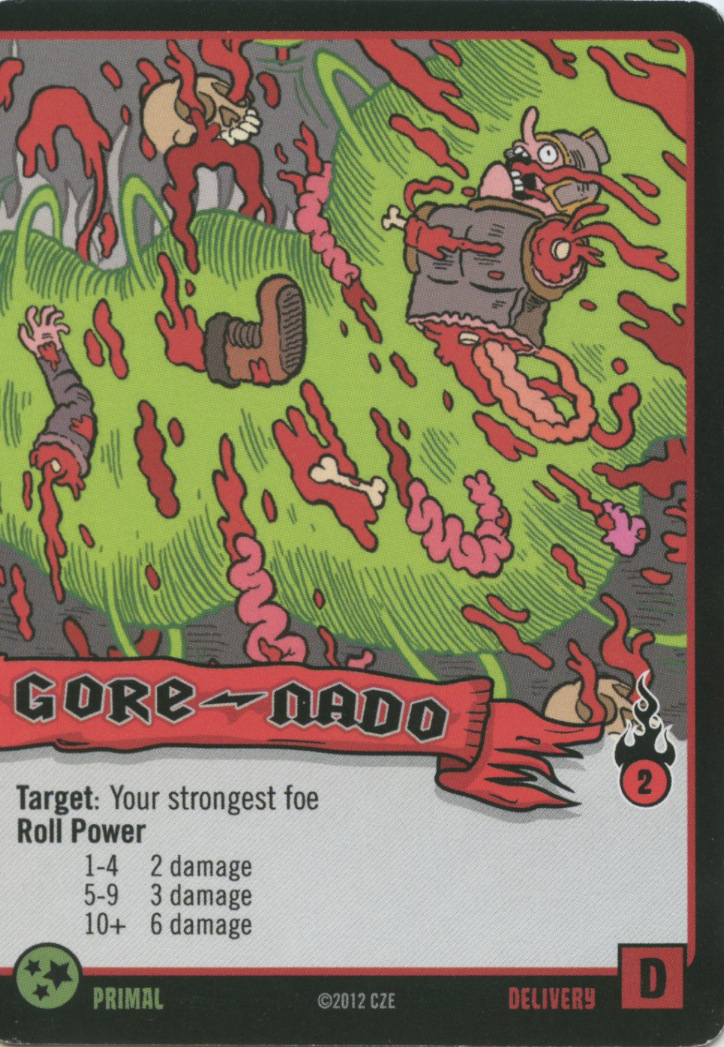 GORE-NADO
2
Target: Your strongest foe
Roll Power
1-4 2 damage
5-9 3 damage
10+ 6 damage
PRIMAL ©2012 CZE DELIVERY D